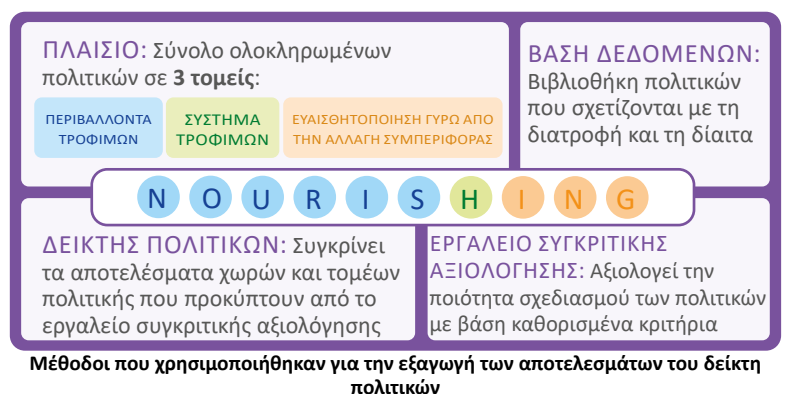 ΠΛΑΙΣΙΟ: Σύνολο ολοκληρωμένων
πολιτικών σε 3 τομείς:
ΠΕΡΙΒΑΛΛΟΝΤΑ
ΤΡΟΦΙΜΩΝ
ΣΥΣΤΗΜΑ
ΤΡΟΦΙΜΩΝ
ΕΥΑΙΣΘΗΤΟΠΟΙΗΣΗ ΓΥΡΩ ΑΠΟ
ΤΗΝ ΑΛΛΑΓΗ ΣΥΜΠΕΡΙΦΟΡΑΣ
ΒΑΣΗ ΔΕΔΟΜΕΝΩΝ:
Βιβλιοθήκη πολιτικών
που σχετίζονται με τη
διατροφή και τη δίαιτα
N O U R I S H I N G
ΔΕΙΚΤΗΣ ΠΟΛΙΤΙΚΩΝ: Συγκρίνει
τα αποτελέσματα χωρών και τομέων
πολιτικής που προκύπτουν από το
εργαλείο συγκριτικής αξιολόγησης
ΕΡΓΑΛΕΙΟ ΣΥΓΚΡΙΤΙΚΗΣ
ΑΞΙΟΛΟΓΗΣΗΣ: Αξιολογεί την
ποιότητα σχεδιασμού των πολιτικών
με βάση καθορισμένα κριτήρια
Μέθοδοι που χρησιμοποιήθηκαν για την εξαγωγή των αποτελεσμάτων του δείκτη
πολιτικών